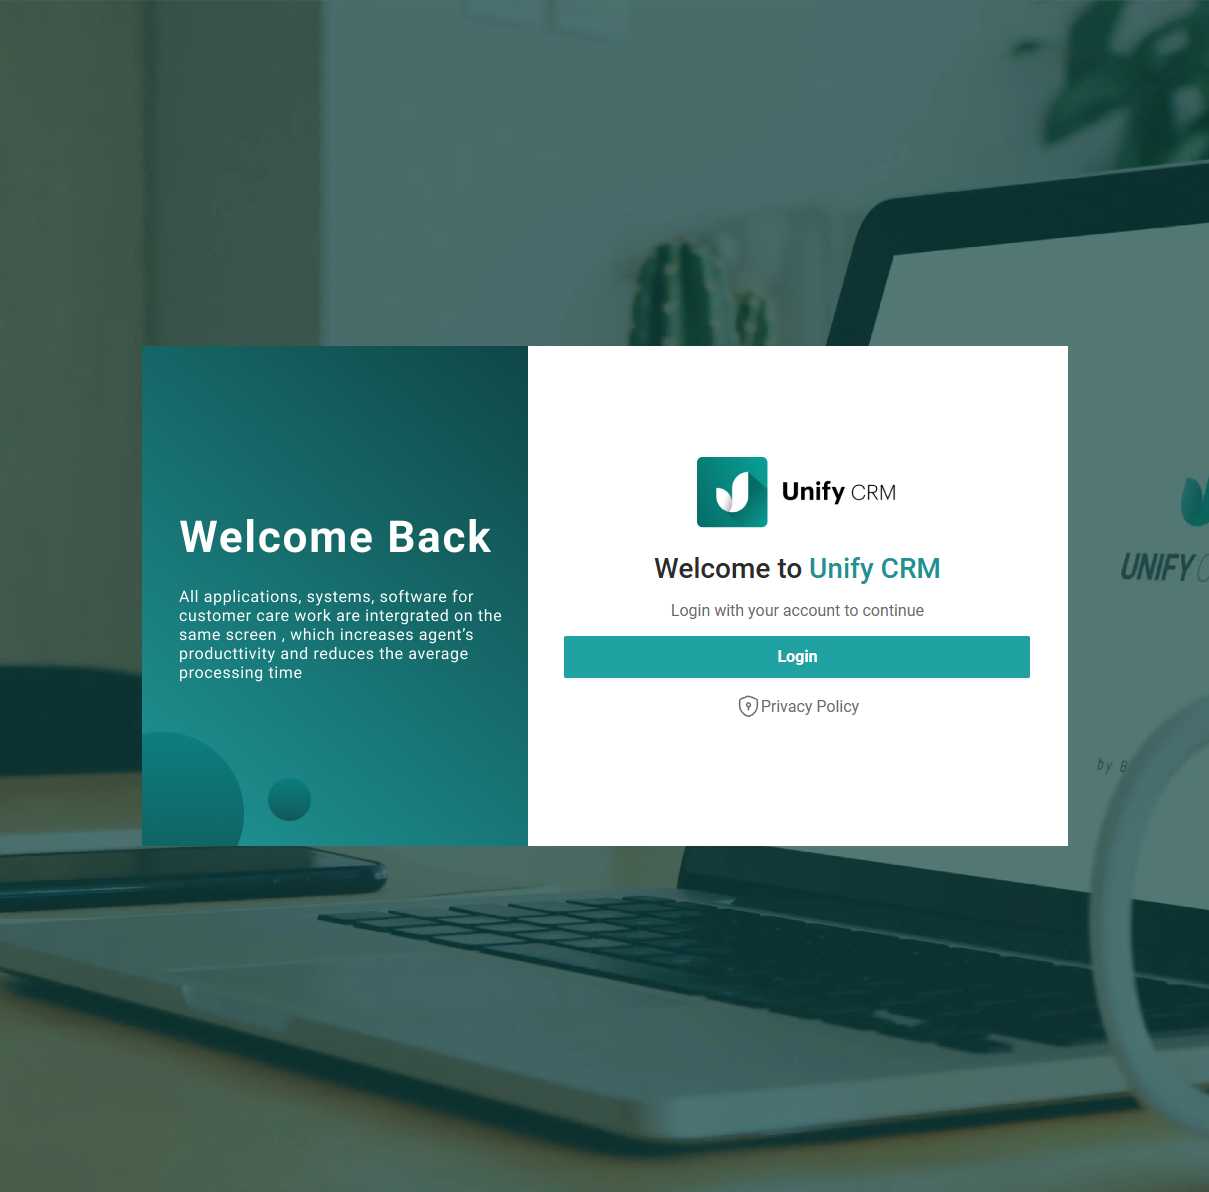 Welcome Back
All applications, systems, software for
customer care work are intergrated on the
same screen , which increases agent’s
producttivity and reduces the average
processing time
Unify CRM
Welcome to Unify CRM
Login with your account to continue
Login
Privacy Policy
UNIFY
by